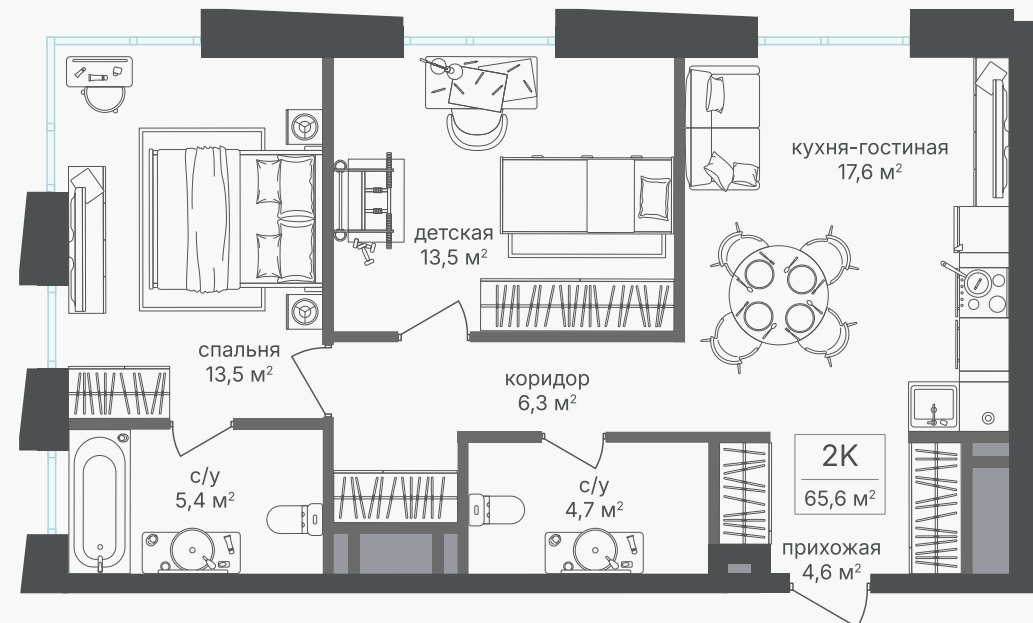 кухня-гостиная
17,6 м²
детская
13,5 м²
спальня
13,5 м²
коридор
6,3 м²
с/у
5,4 м²
с/у
4,7 м²
2К
65,6 м²
прихожая
4,6 м²